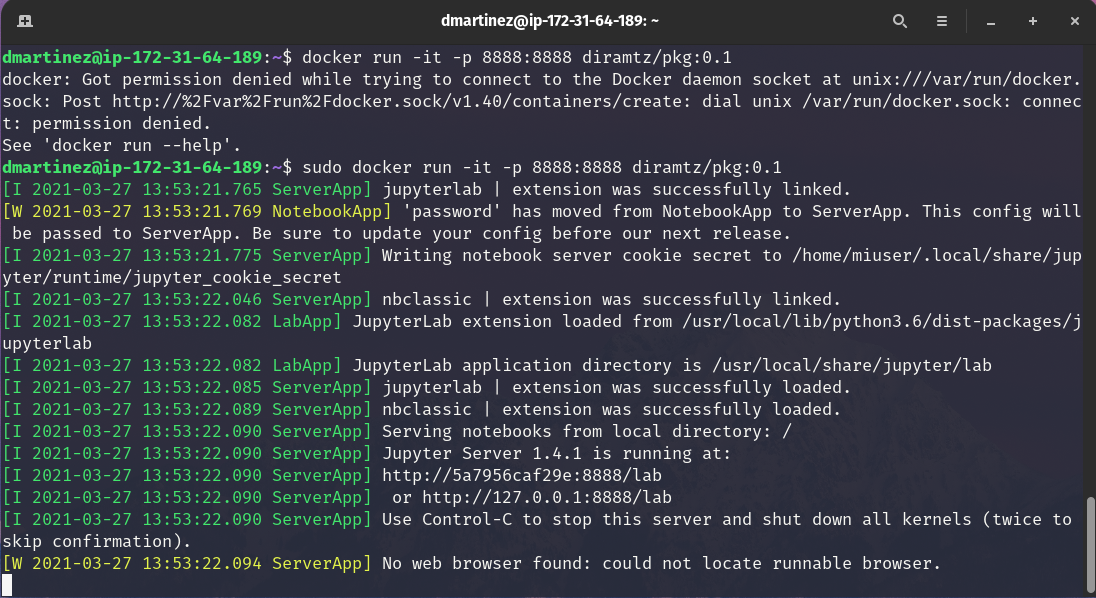 dmartinez@ip-172-31-64-189: ~
dmartinez@ip-172-31-64-189:~$ docker run -it -p 8888:8888 diramtz/pkg:0.1
docker: Got permission denied while trying to connect to the Docker daemon socket at unix:///var/run/docker.
sock: Post http://%2Fvar%2Frun%2Fdocker.sock/v1.40/containers/create: dial unix /var/run/docker.sock: connec
t: permission denied.
See 'docker run --help'.
dmartinez@ip-172-31-64-189:~$ sudo docker run -it -p 8888:8888 diramtz/pkg:0.1
[I 2021-03-27 13:53:21.765 ServerApp] jupyterlab | extension was successfully linked.
[W 2021-03-27 13:53:21.769 NotebookApp] 'password' has moved from NotebookApp to ServerApp. This config will
 be passed to ServerApp. Be sure to update your config before our next release.
[I 2021-03-27 13:53:21.775 ServerApp] Writing notebook server cookie secret to /home/miuser/.local/share/jup
yter/runtime/jupyter_cookie_secret
[I 2021-03-27 13:53:22.046 ServerApp] nbclassic | extension was successfully linked.
[I 2021-03-27 13:53:22.082 LabApp] JupyterLab extension loaded from /usr/local/lib/python3.6/dist-packages/j
upyterlab
[I 2021-03-27 13:53:22.082 LabApp] JupyterLab application directory is /usr/local/share/jupyter/lab
[I 2021-03-27 13:53:22.085 ServerApp] jupyterlab | extension was successfully loaded.
[I 2021-03-27 13:53:22.089 ServerApp] nbclassic | extension was successfully loaded.
[I 2021-03-27 13:53:22.090 ServerApp] Serving notebooks from local directory: /
[I 2021-03-27 13:53:22.090 ServerApp] Jupyter Server 1.4.1 is running at:
[I 2021-03-27 13:53:22.090 ServerApp] http://5a7956caf29e:8888/lab
[I 2021-03-27 13:53:22.090 ServerApp]  or http://127.0.0.1:8888/lab
[I 2021-03-27 13:53:22.090 ServerApp] Use Control-C to stop this server and shut down all kernels (twice to
skip confirmation).
[W 2021-03-27 13:53:22.094 ServerApp] No web browser found: could not locate runnable browser.